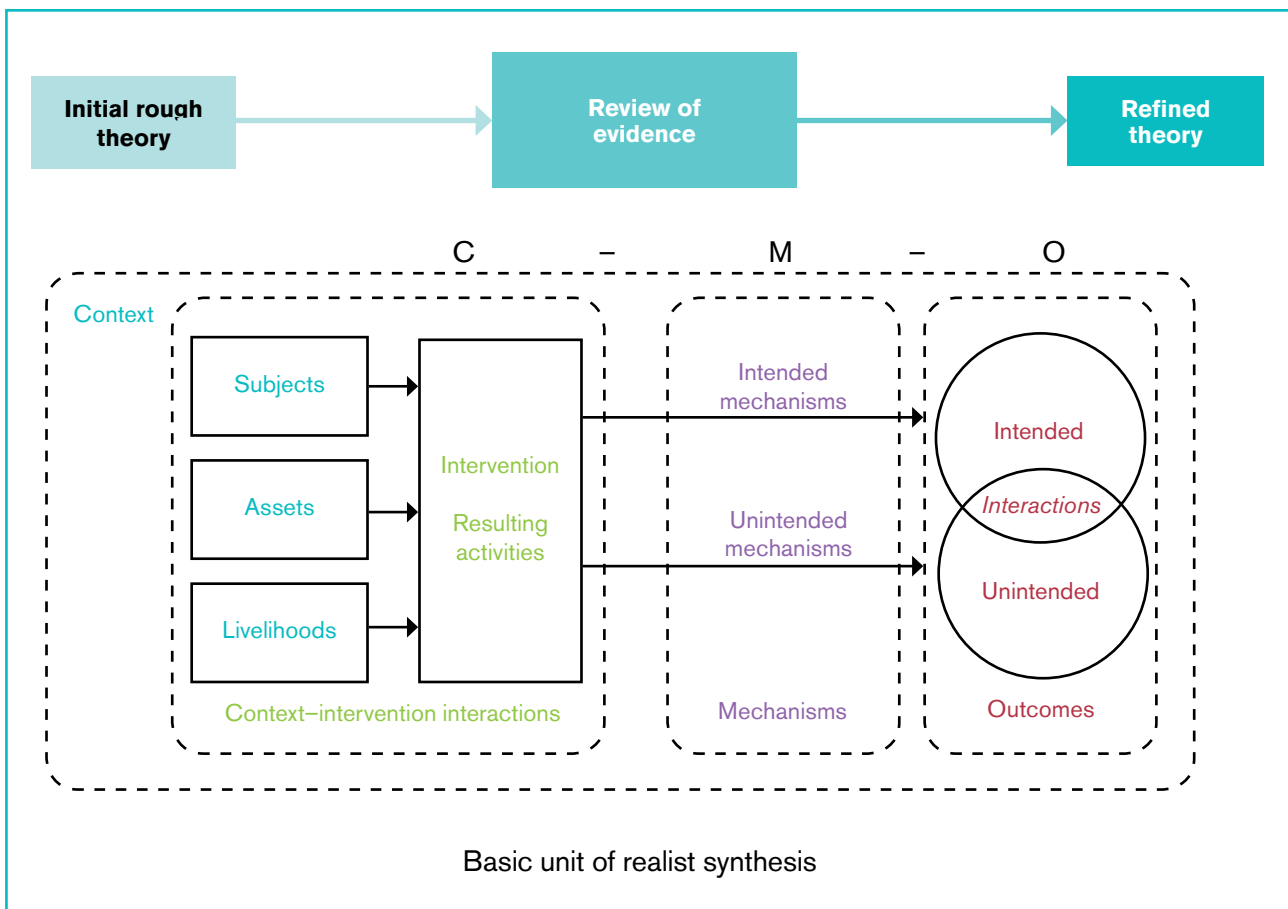 Initial rough
theory
Review of
evidence
Refined
theory
C – M – O
Context
Subjects
Assets
Livelihoods
Intervention
Resulting
activities
Context–intervention interactions
Intended
mechanisms
Unintended
mechanisms
Mechanisms
Intended
Interactions
Unintended
Outcomes
Basic unit of realist synthesis